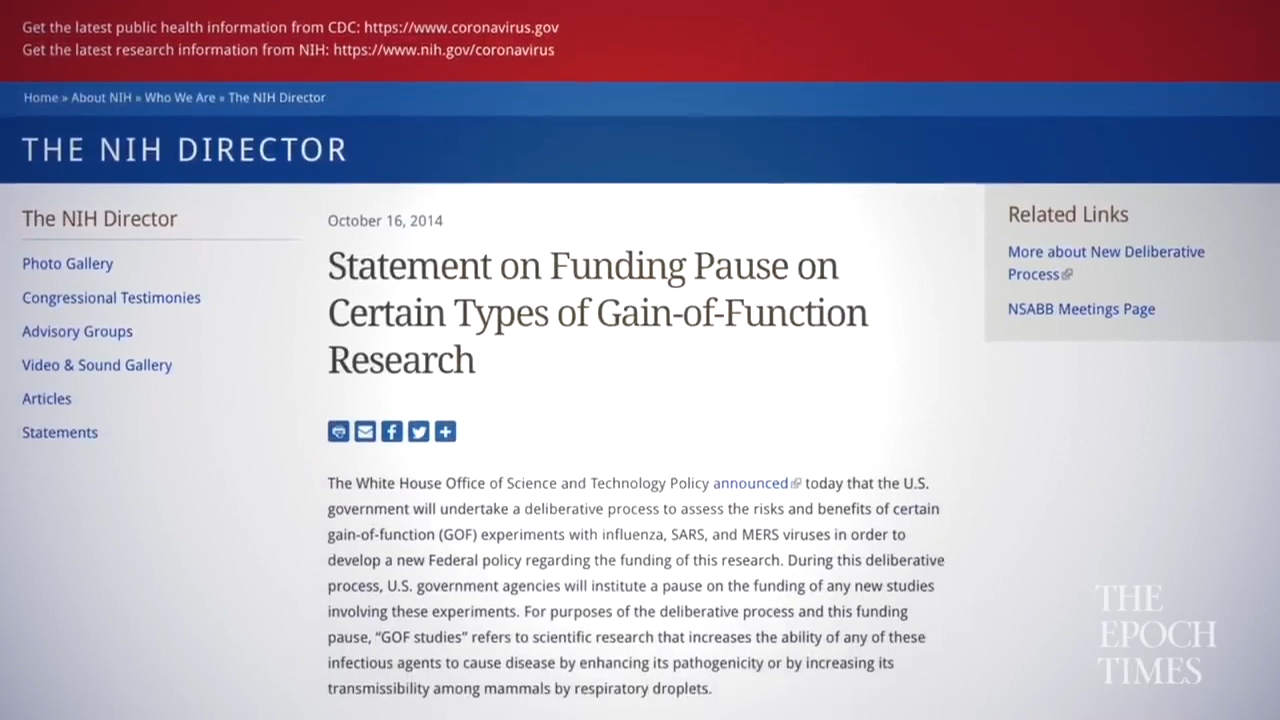 Get the latest public health information from CDC: https://www.coronavirus.gov
Get the latest research information from NIH: https://www.nih.gov/coronavirus
Home » About NIH » Who We Are » The NIH Director
THE NIH DIRECTOR
The NIH Director
Photo Gallery
Congressional Testimonies
Advisory Groups
Video & Sound Gallery
Articles
Statements
October 16, 2014
Statement on Funding Pause on
Certain Types of Gain-of-Function
Research
The White House Office of Science and Technology Policy announced today that the U.S.
government will undertake a deliberative process to assess the risks and benefits of certain
gain-of-function (GOF) experiments with influenza, SARS, and MERS viruses in order to
develop a new Federal policy regarding the funding of this research. During this deliberative
process, U.S. government agencies will institute a pause on the funding of any new studies
involving these experiments. For purposes of the deliberative process and this funding
pause, “GOF studies” refers to scientific research that increases the ability of any of these
infectious agents to cause disease by enhancing its pathogenicity or by increasing its
transmissibility among mammals by respiratory droplets.
Related Links
More about New Deliberative
Process
NSABB Meetings Page
THE
EPOCH
TIMES